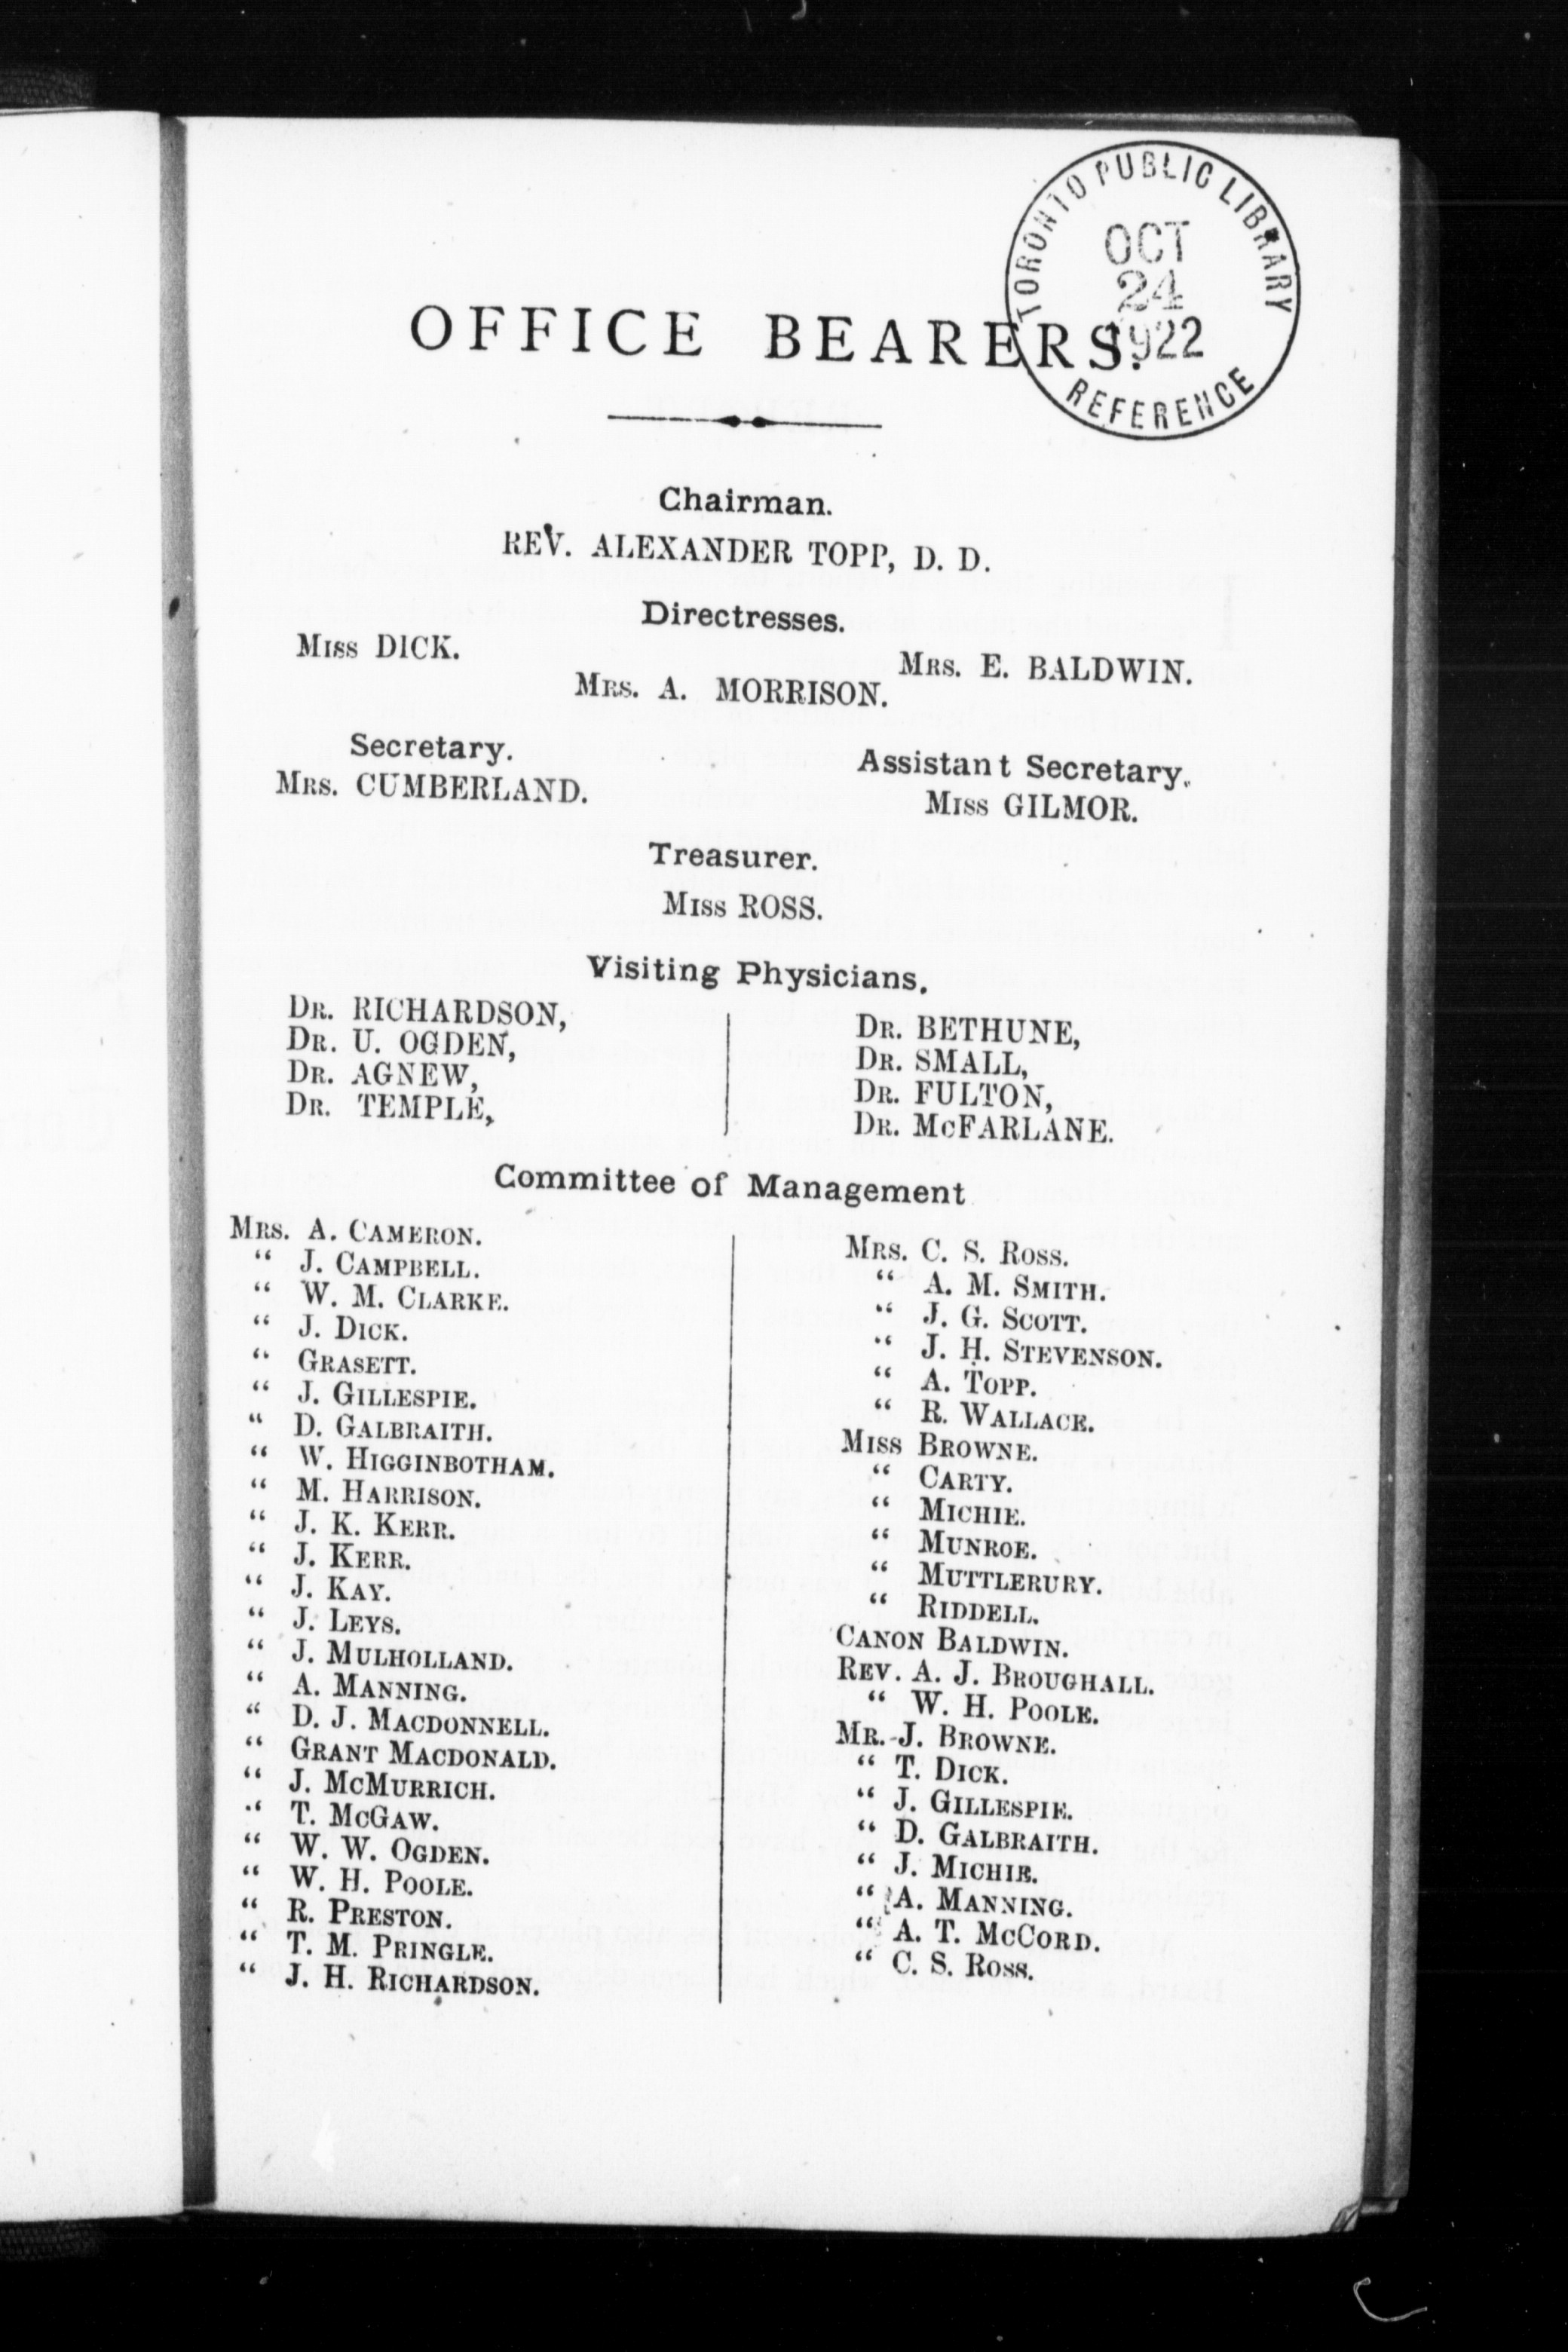 TORONTO PUBLIC LIBRARY
OCT
24
1922
REFERENCE
OFFICE BEARERS.
Chairman.
REV. ALEXANDER TOPP, D. D.
Directresses.
Miss DICK.
Mrs. E. BALDWIN.
Mrs. A. MORRISON.
Secretary.
Mrs. CUMBERLAND.
Assistant Secretary.
Miss GILMOR.
Treasurer.
Miss ROSS.
Visiting Physicians.
Dr. RICHARDSON,
Dr. U. OGDEN,
Dr. AGNEW,
Dr. TEMPLE,
Dr. BETHUNE,
Dr. SMALL,
Dr. FULTON,
Dr. McFARLANE.
Committee of Management
Mrs. A. Cameron.
“ J. Campbell.
“ W. M. Clarke.
“ J. Dick.
“ Grasett.
“ J. Gillespie.
“ D. Galbraith.
“ W. Higginbotham.
“ M. Harrison.
“ J. K. Kerr.
“ J. Kerr.
“ J. Kay.
“ J. Leys.
“ J. Mulholland.
“ A. Manning.
“ D. J. Macdonnell.
“ Grant Macdonald.
“ J. McMurrich.
“ T. McGaw.
“ W. W. Ogden.
“ W. H. Poole.
“ R. Preston.
“ T. M. Pringle.
“ J. H. Richardson.
Mrs. C. S. Ross.
“ A. M. Smith.
“ J. G. Scott.
“ J. H. Stevenson.
“ A. Topp.
“ R. Wallace.
Miss Browne.
“ Carty.
“ Michie.
“ Munroe.
“ Muttlerury.
“ Riddell.
Canon Baldwin.
Rev. A. J. Broughall.
“ W. H. Poole.
Mr. J. Browne.
“ T. Dick.
“ J. Gillespie.
“ D. Galbraith.
“ J. Michie.
“ A. Manning.
“ A. T. McCord.
“ C. S. Ross.